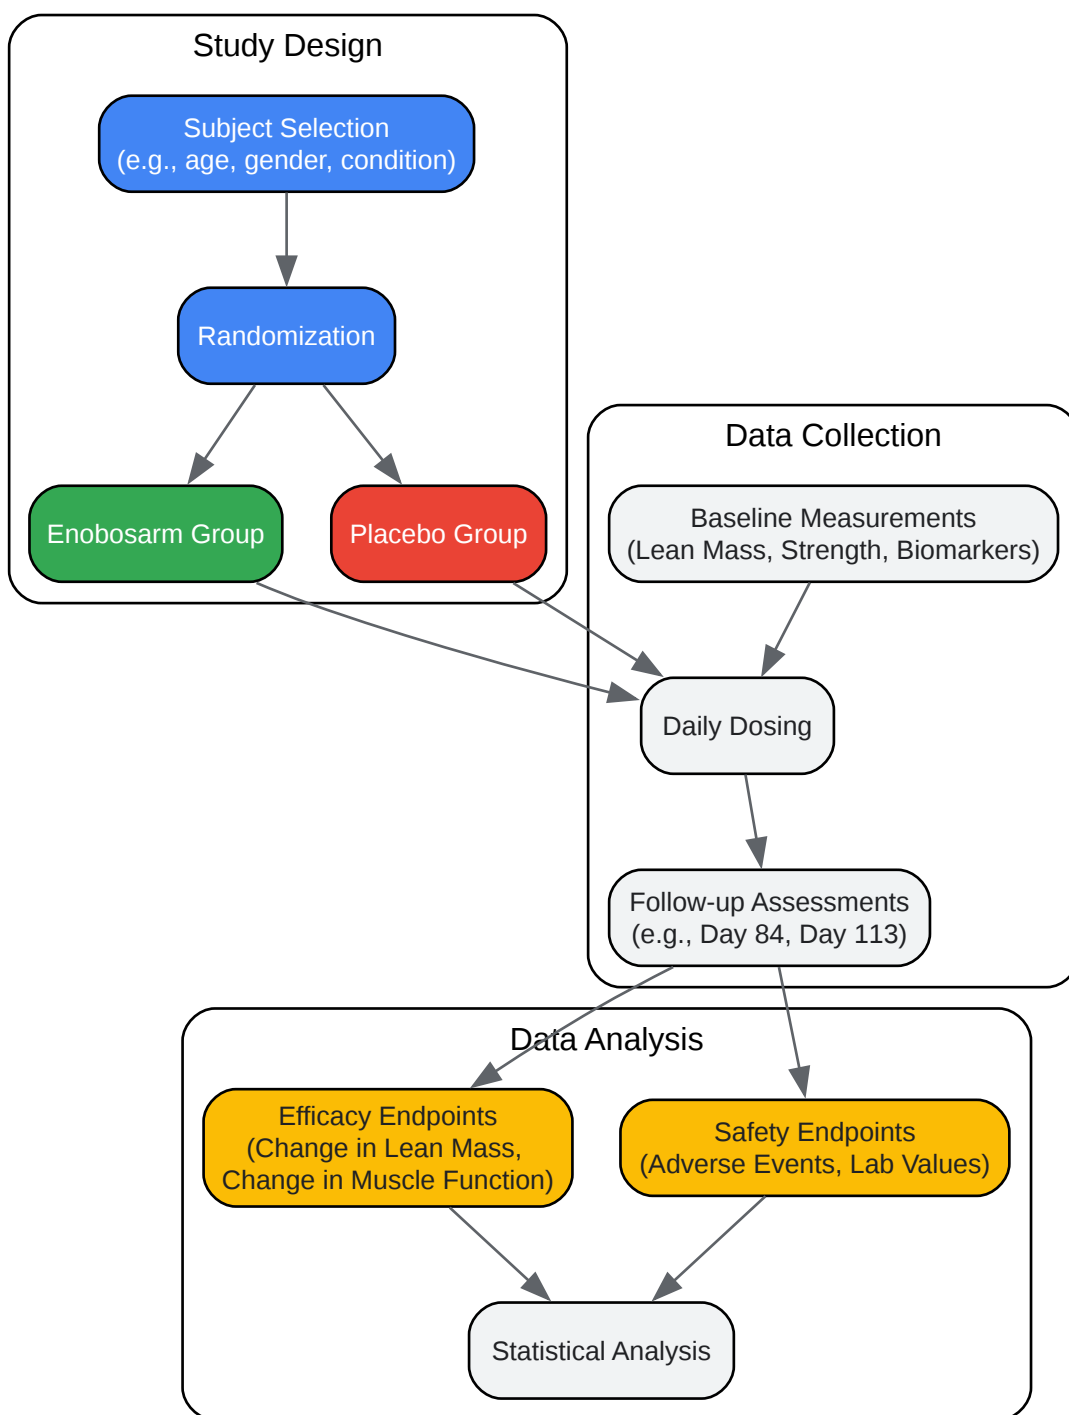 Study Design
Subject Selection
(e.g., age, gender, condition)
Randomization
Enobosarm Group
Placebo Group
Data Collection
Baseline Measurements
(Lean Mass, Strength, Biomarkers)
Daily Dosing
Follow-up Assessments
(e.g., Day 84, Day 113)
Data Analysis
Efficacy Endpoints
(Change in Lean Mass,
Change in Muscle Function)
Safety Endpoints
(Adverse Events, Lab Values)
Statistical Analysis